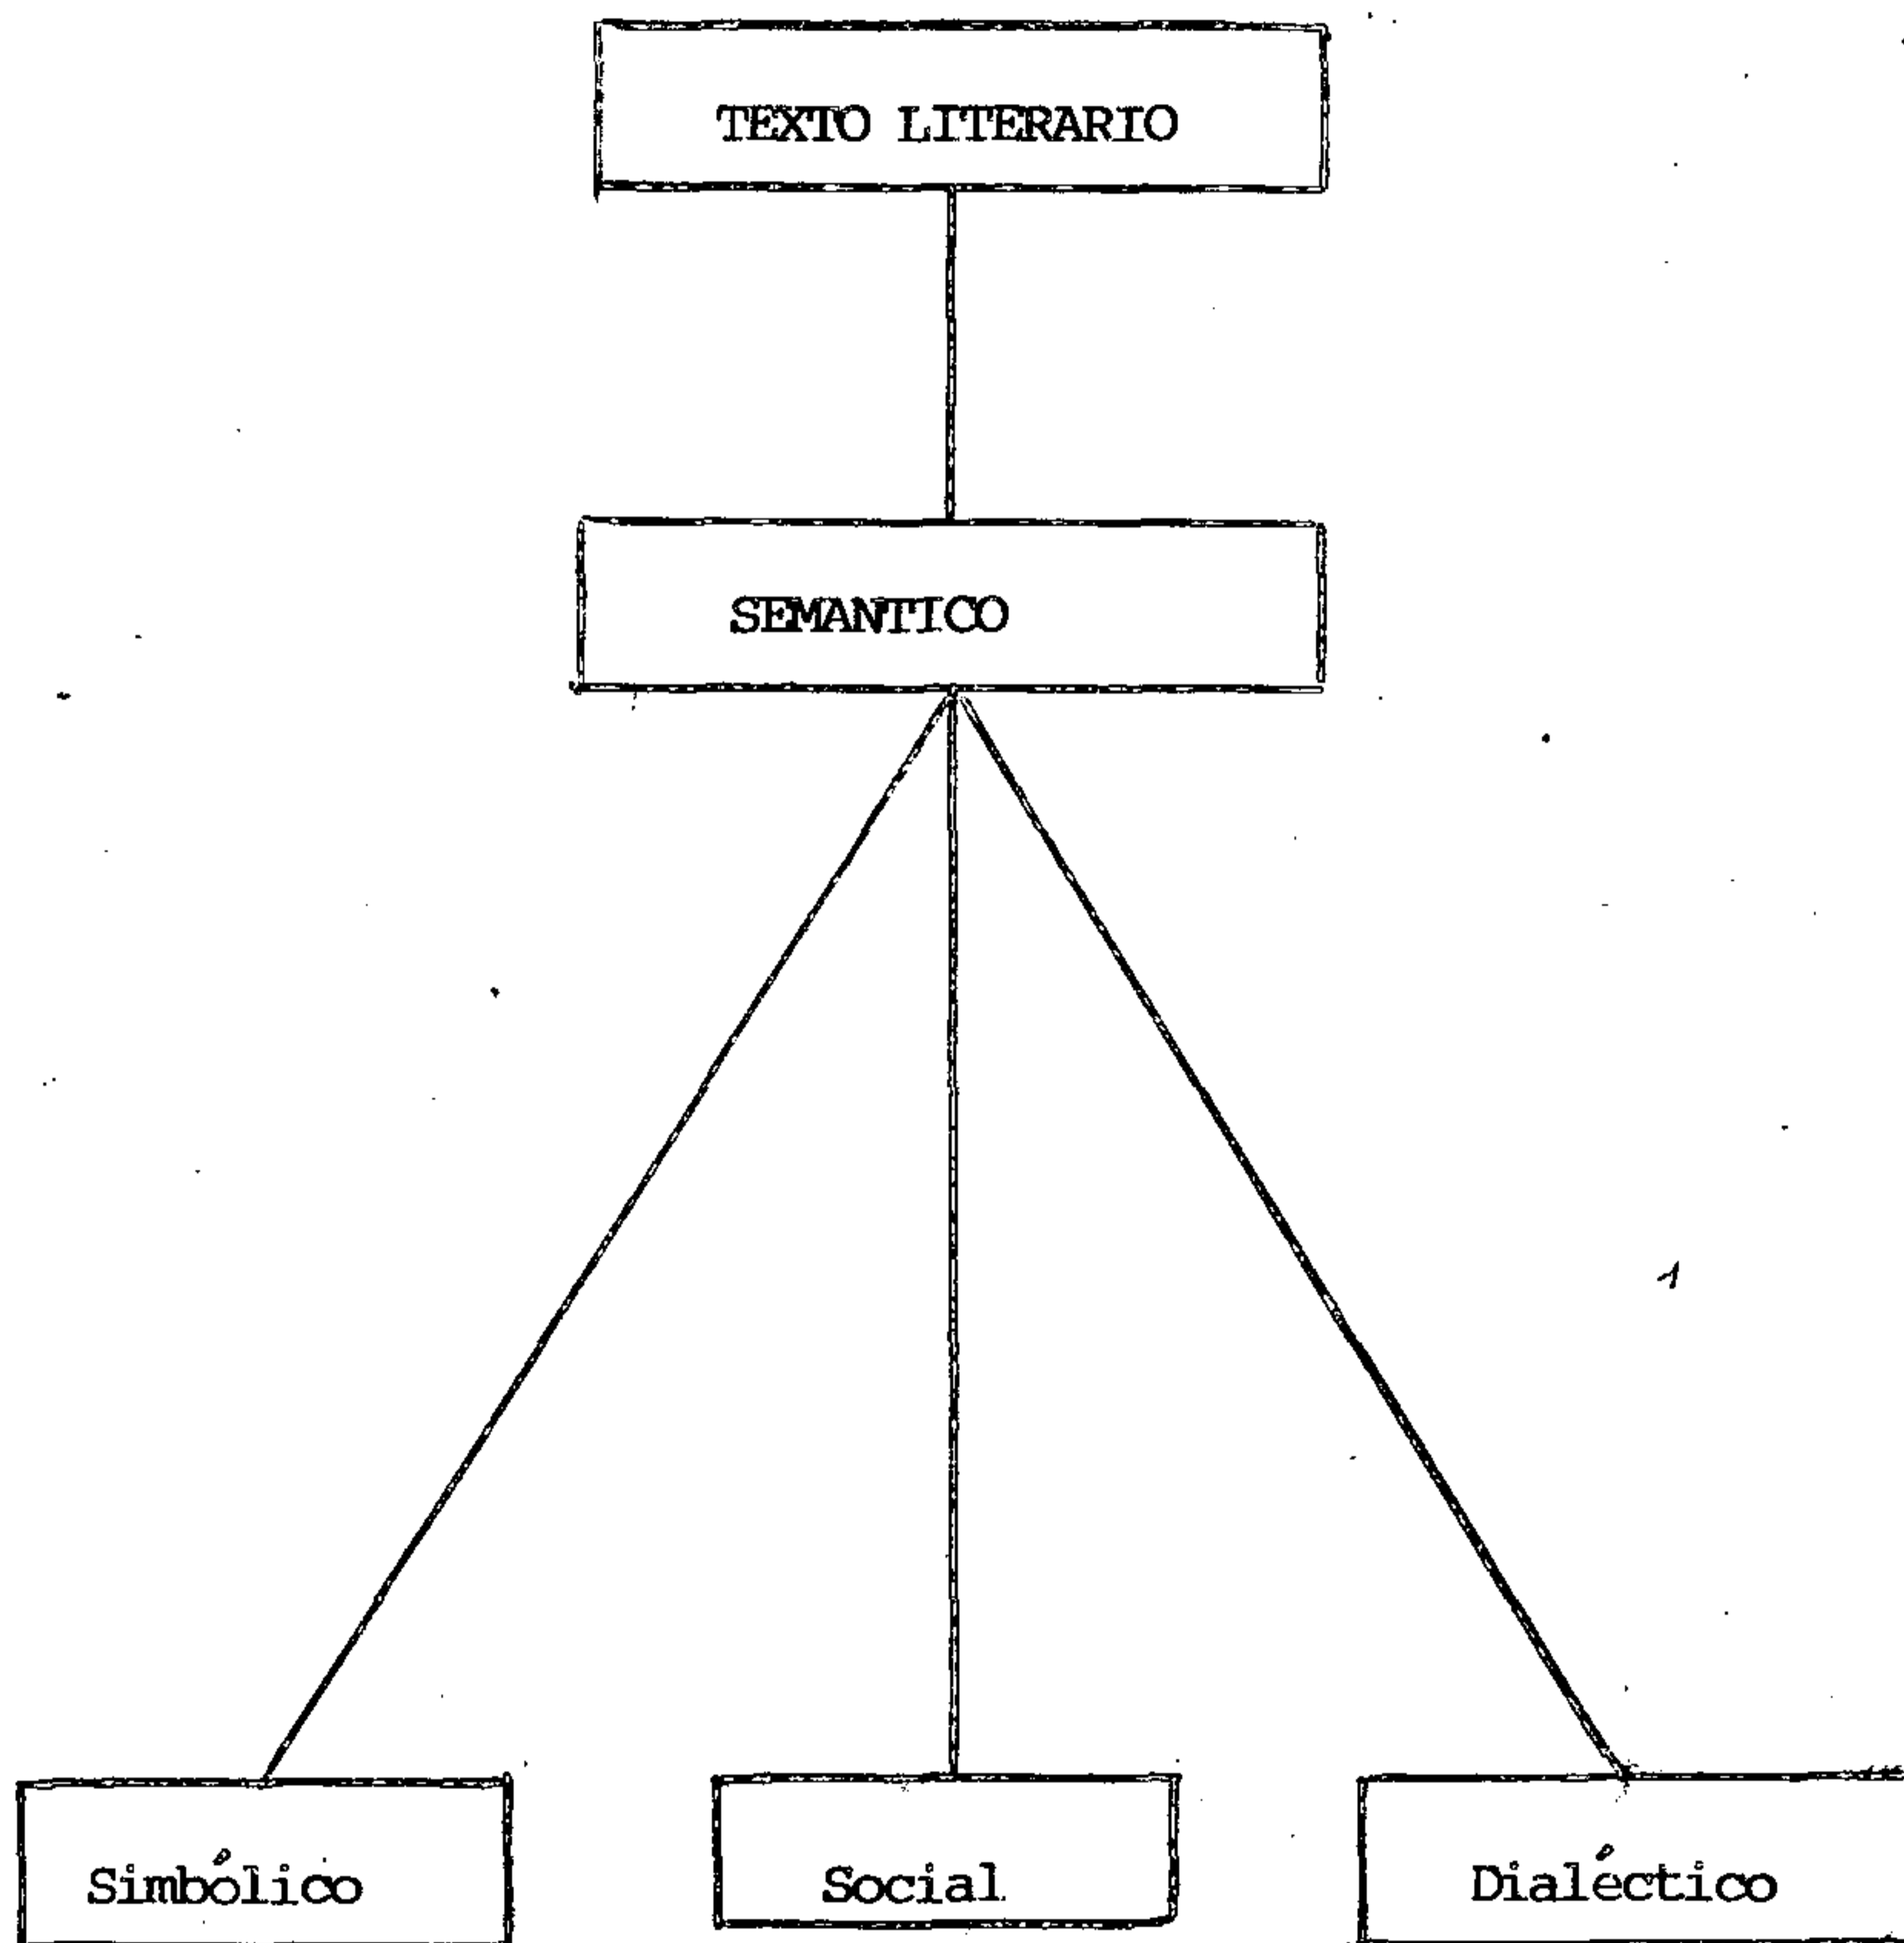 TEXTO LITERARIO
SEMANTICO
Simbólico
Social
Dialéctico